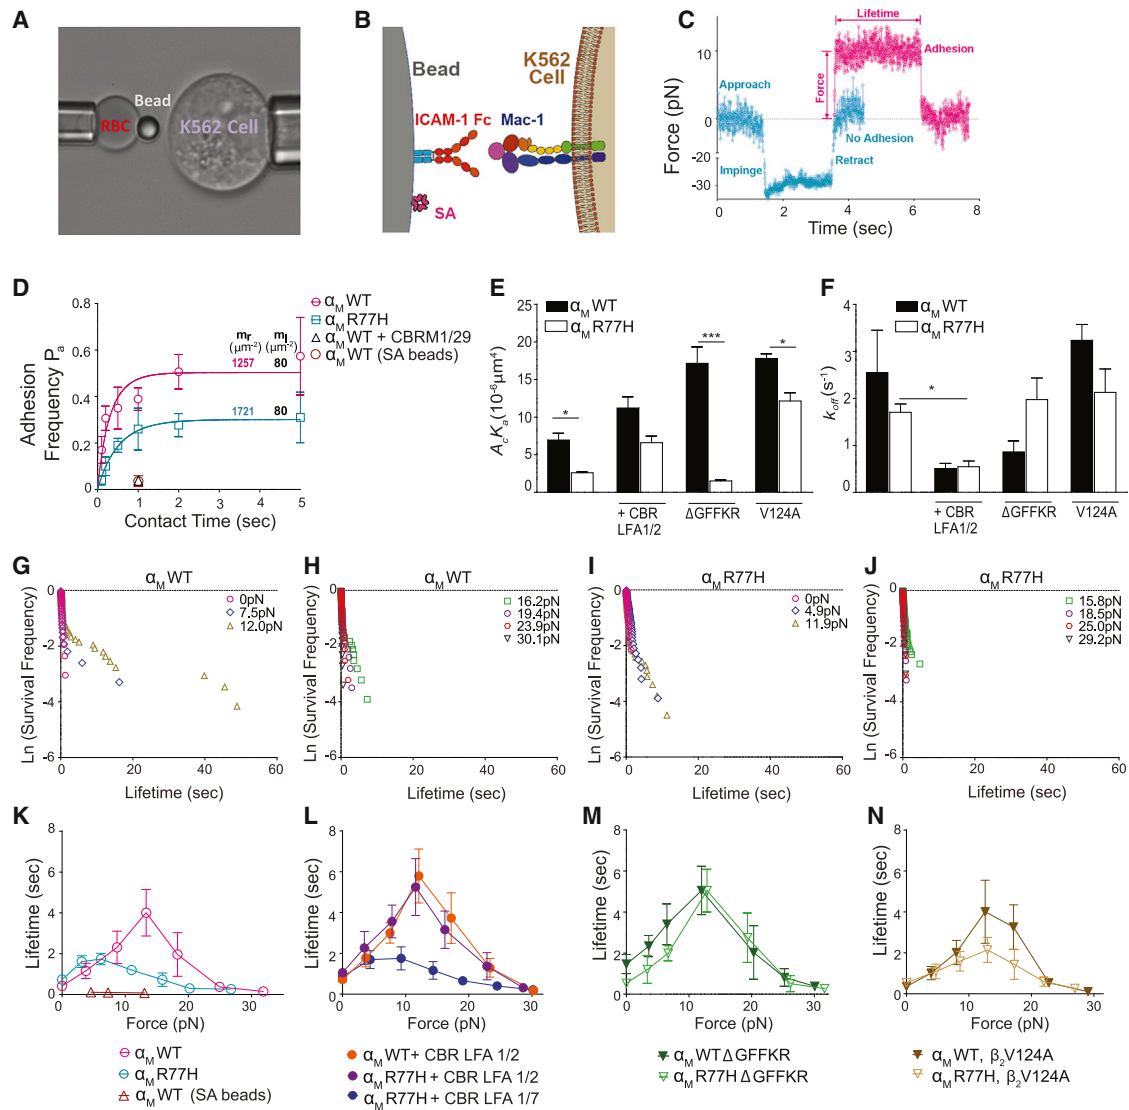 A
RBC
Bead
K562 Cell
B
Bead
K562
Cell
ICAM-1 Fc
Mac-1
SA
C
Force (pN)
10
0
-20
-30
Lifetime
Adhesion
Approach
Force
No Adhesion
Impinge
Retract
0 2 4 6 8
Time (sec)
D
Adhesion
Frequency Pa
0.8
0.6
0.4
0.2
0
mr ml
(μm-2) (μm-2)
1257 80
1721 80
0 1 2 3 4 5
Contact Time (sec)
αM WT
αM R77H
αM WT + CBRM1/29
αM WT (SA beads)
E
AcKa(10-6μm4)
25
20
15
10
5
0
αM WT
αM R77H
*
***
*
+ CBR
LFA1/2
ΔGFFKR
V124A
F
koff(s-1)
4
3
2
1
0
αM WT
αM R77H
*
+ CBR
LFA1/2
ΔGFFKR
V124A
G
αM WT
Ln (Survival Frequency)
0
-2
-4
-6
0pN
7.5pN
12.0pN
0 20 40 60
Lifetime (sec)
H
αM WT
Ln (Survival Frequency)
0
-2
-4
-6
16.2pN
19.4pN
23.9pN
30.1pN
0 20 40 60
Lifetime (sec)
I
αM R77H
Ln (Survival Frequency)
0
-2
-4
-6
0pN
4.9pN
11.9pN
0 20 40 60
Lifetime (sec)
J
αM R77H
Ln (Survival Frequency)
0
-2
-4
-6
15.8pN
18.5pN
25.0pN
29.2pN
0 20 40 60
Lifetime (sec)
K
Lifetime (sec)
8
6
4
2
0
0 10 20 30
Force (pN)
αM WT
αM R77H
αM WT (SA beads)
L
Lifetime (sec)
8
6
4
2
0
0 10 20 30
Force (pN)
αM WT + CBR LFA 1/2
αM R77H + CBR LFA 1/2
αM R77H + CBR LFA 1/7
M
Lifetime (sec)
8
6
4
2
0
0 10 20 30
Force (pN)
αM WT Δ GFFKR
αM R77H Δ GFFKR
N
Lifetime (sec)
8
6
4
2
0
0 10 20 30
Force (pN)
αM WT, β2V124A
αM R77H, β2V124A